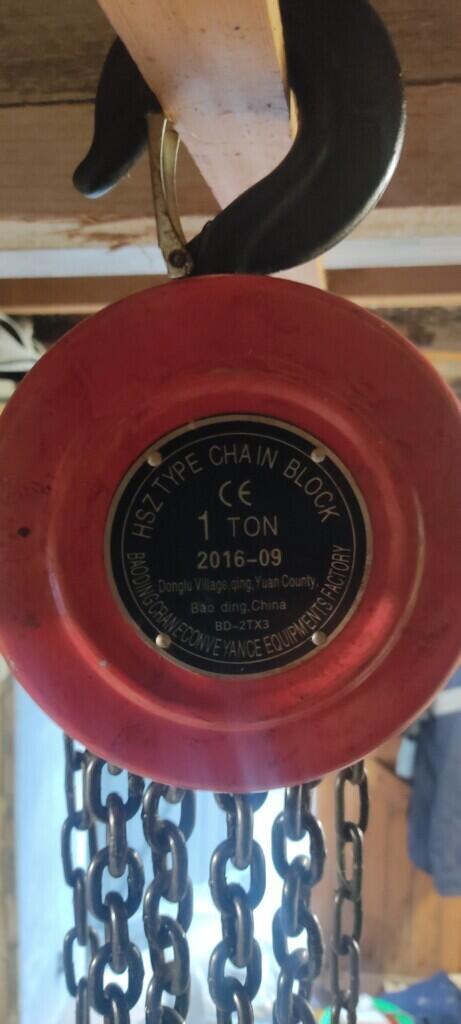 HSZ TYPE CHAIN BLOCK
CE
1 TON
2016-09
Donglu Village,qing,Yuan County,
Bao ding.China
BD-2TX3
BAODING CRANE CONVEYANCE EQUIPMENTS FACTORY